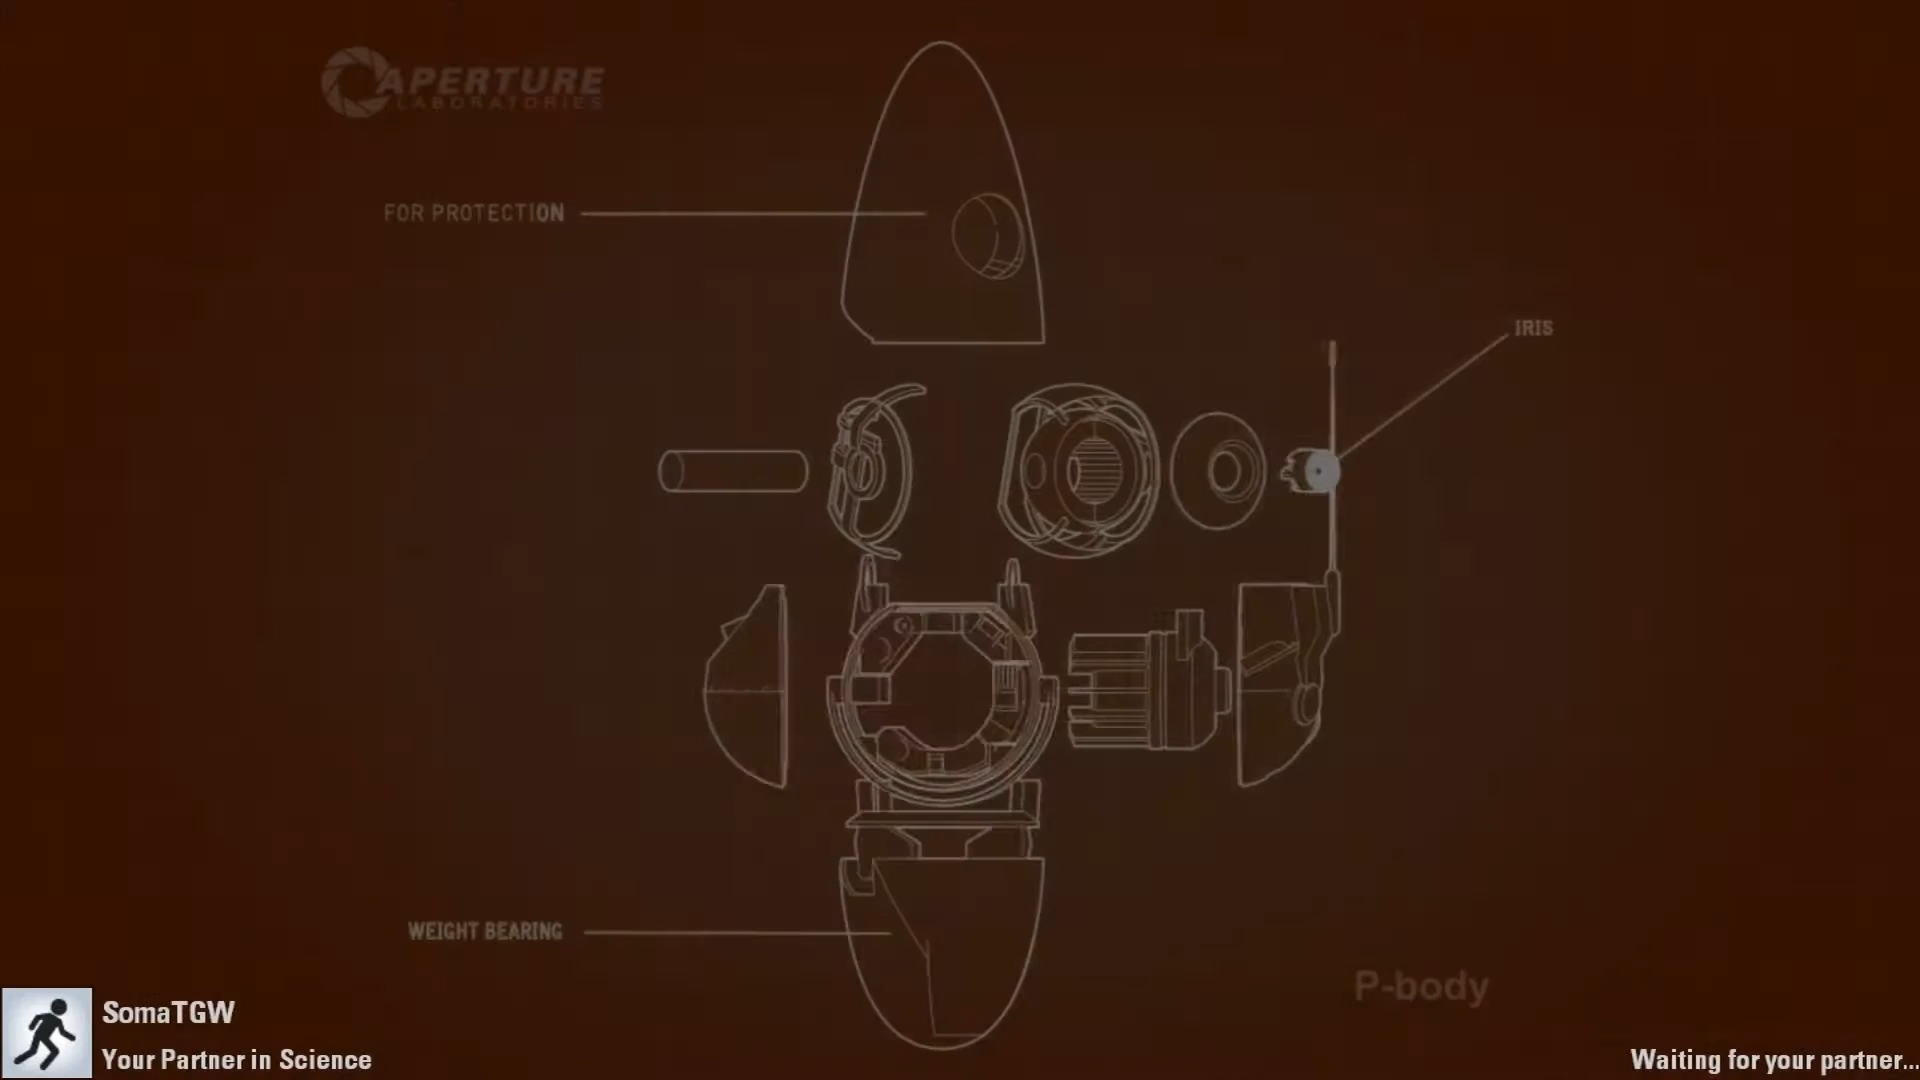 APERTURE
LABORATORIES
FOR PROTECTION
IRIS
WEIGHT BEARING
P-body
SomaTGW
Your Partner in Science
Waiting for your partner...